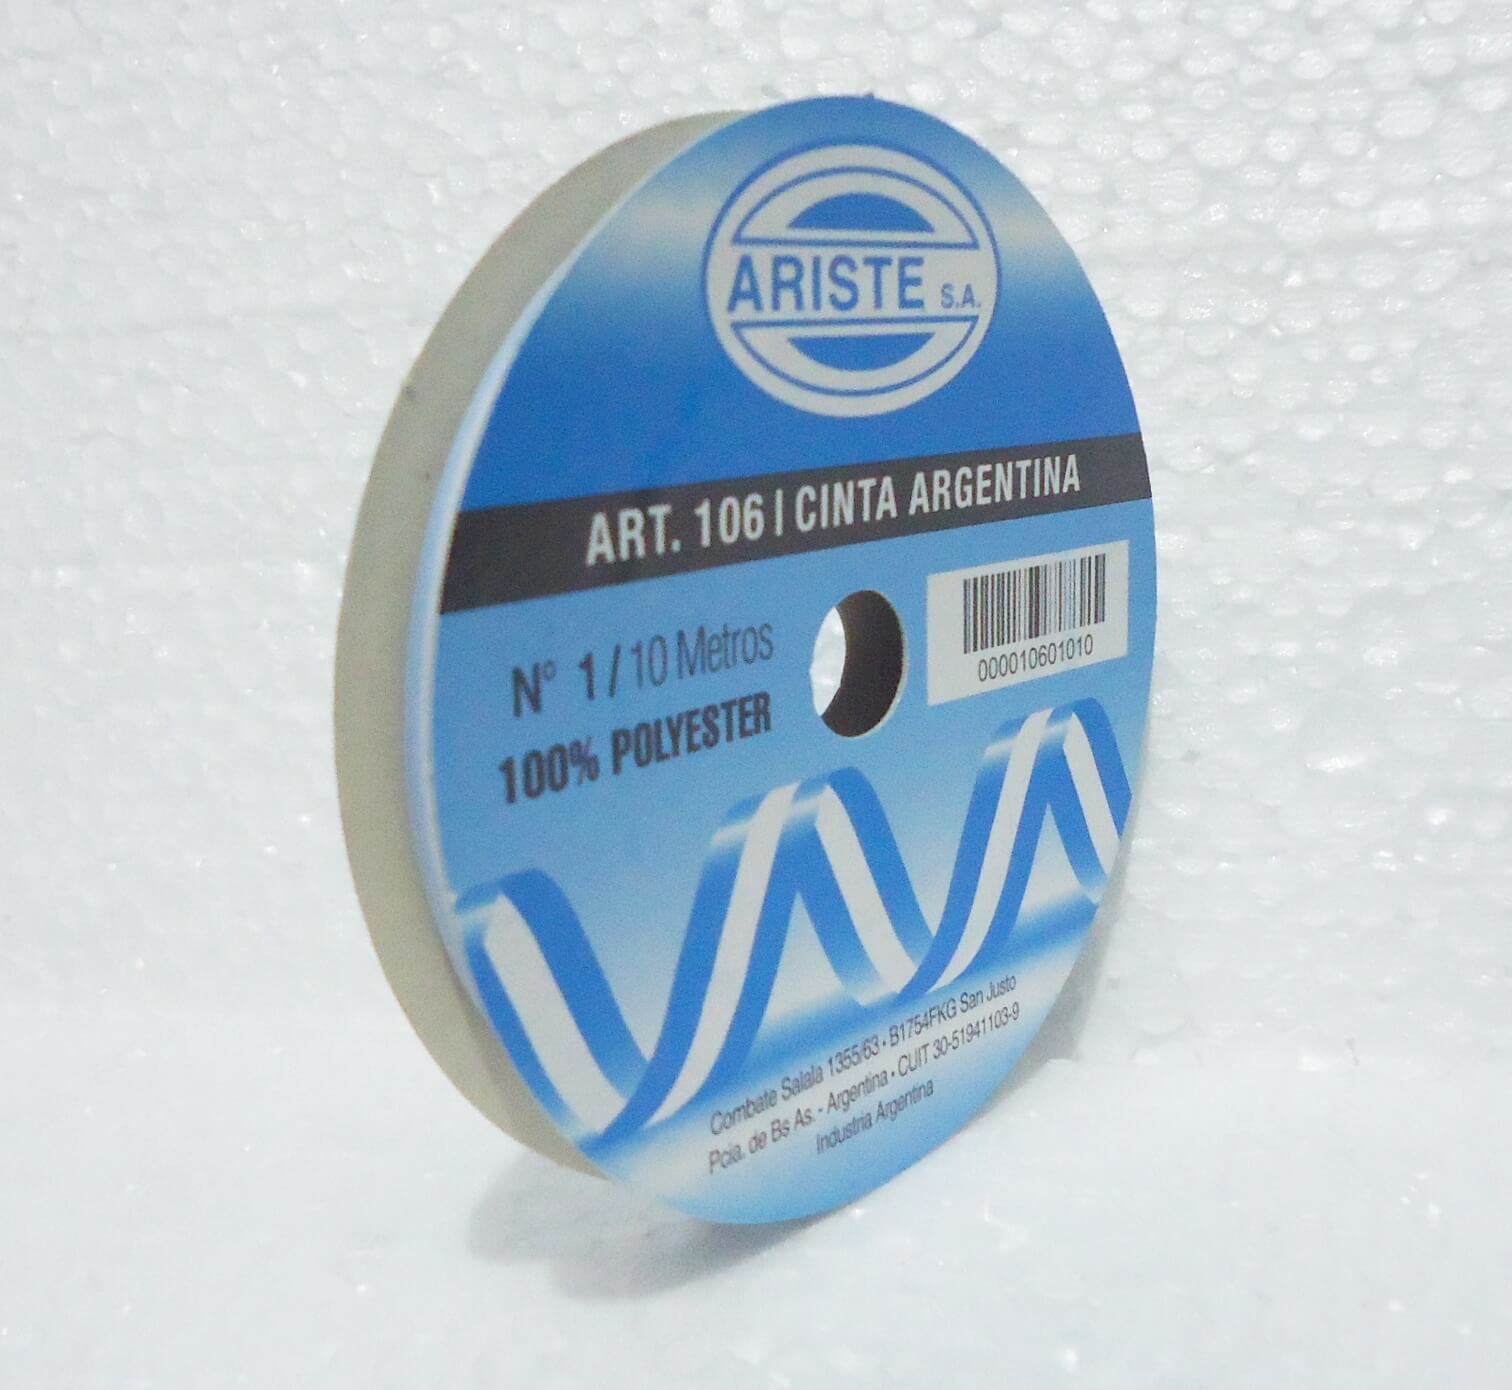 ARISTE S.A.
ART. 106 | CINTA ARGENTINA
N° 1 / 10 Metros
100% POLYESTER
000010601010
Combate Salala 1355/63 • B1754FKG San Justo
Pcia. de Bs As. - Argentina • CUIT 30-51941103-9
Industria Argentina